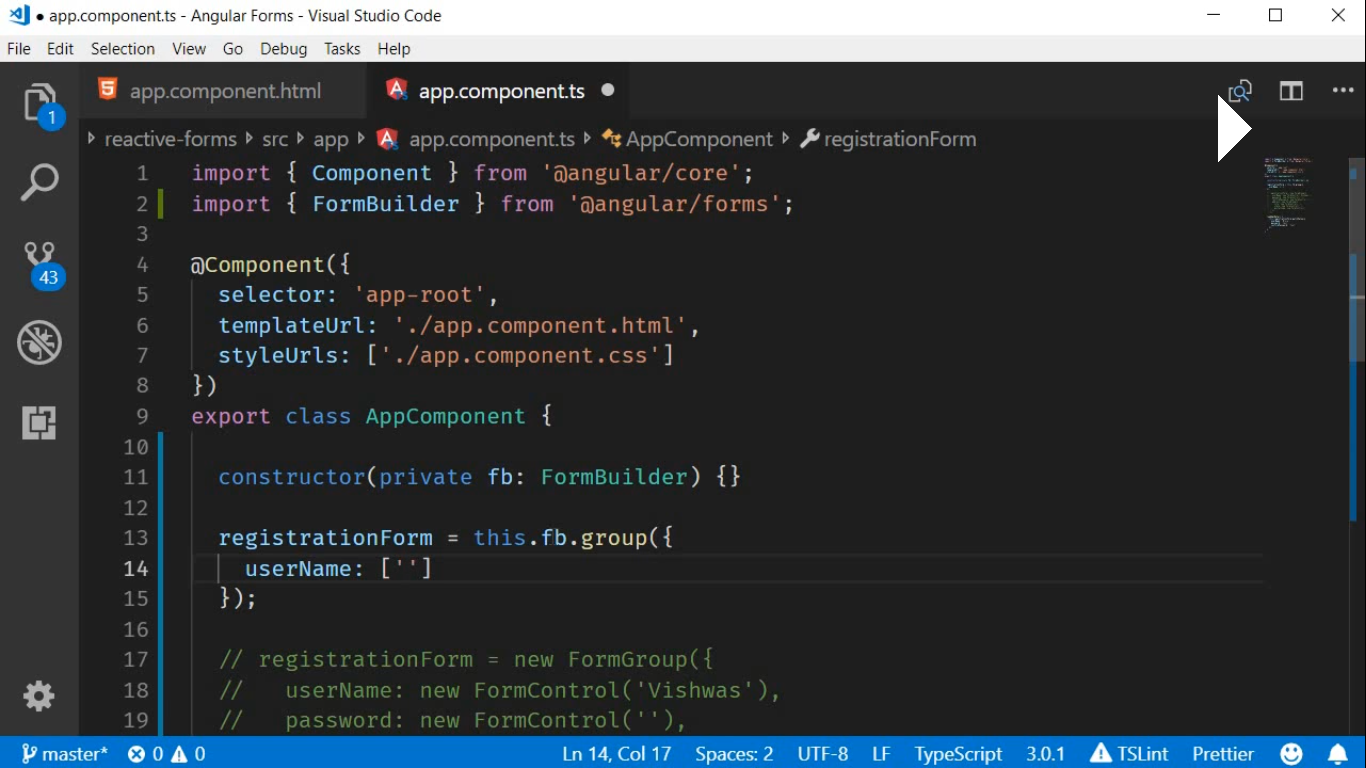 ● app.component.ts - Angular Forms - Visual Studio Code
File Edit Selection View Go Debug Tasks Help
app.component.html app.component.ts
reactive-forms src app app.component.ts AppComponent registrationForm
1 import { Component } from '@angular/core';
2 import { FormBuilder } from '@angular/forms';
3
4 @Component({
5 selector: 'app-root',
6 templateUrl: './app.component.html',
7 styleUrls: ['./app.component.css']
8 })
9 export class AppComponent {
10
11 constructor(private fb: FormBuilder) {}
12
13 registrationForm = this.fb.group({
14 userName: ['']
15 });
16
17 // registrationForm = new FormGroup({
18 //   userName: new FormControl('Vishwas'),
19 //   password: new FormControl(''),
1
43
master* 0 0 Ln 14, Col 17 Spaces: 2 UTF-8 LF TypeScript 3.0.1 TSLint Prettier